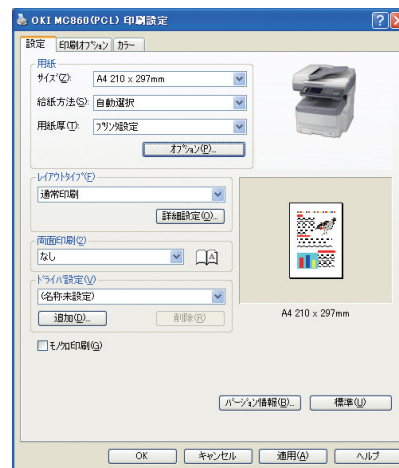 OKI MC860(PCL) 印刷設定
設定 印刷ｵﾌﾟｼｮﾝ ｶﾗｰ
用紙
ｻｲｽﾞ(Z): A4 210 x 297mm
給紙方法(S): 自動選択
用紙厚(T): ﾌﾟﾘﾝﾀ設定
ｵﾌﾟｼｮﾝ(P)...
ﾚｲｱｳﾄﾀｲﾌﾟ(F)
通常印刷
詳細設定(O)...
両面印刷(2)
なし
A
ﾄﾞﾗｲﾊﾞ設定(V)
(名称未設定)
追加(D)... 削除(R)
A4 210 x 297mm
ﾓﾉｸﾛ印刷(G)
ﾊﾞｰｼﾞｮﾝ情報(B)... 標準(U)
OK キャンセル 適用(A) ヘルプ